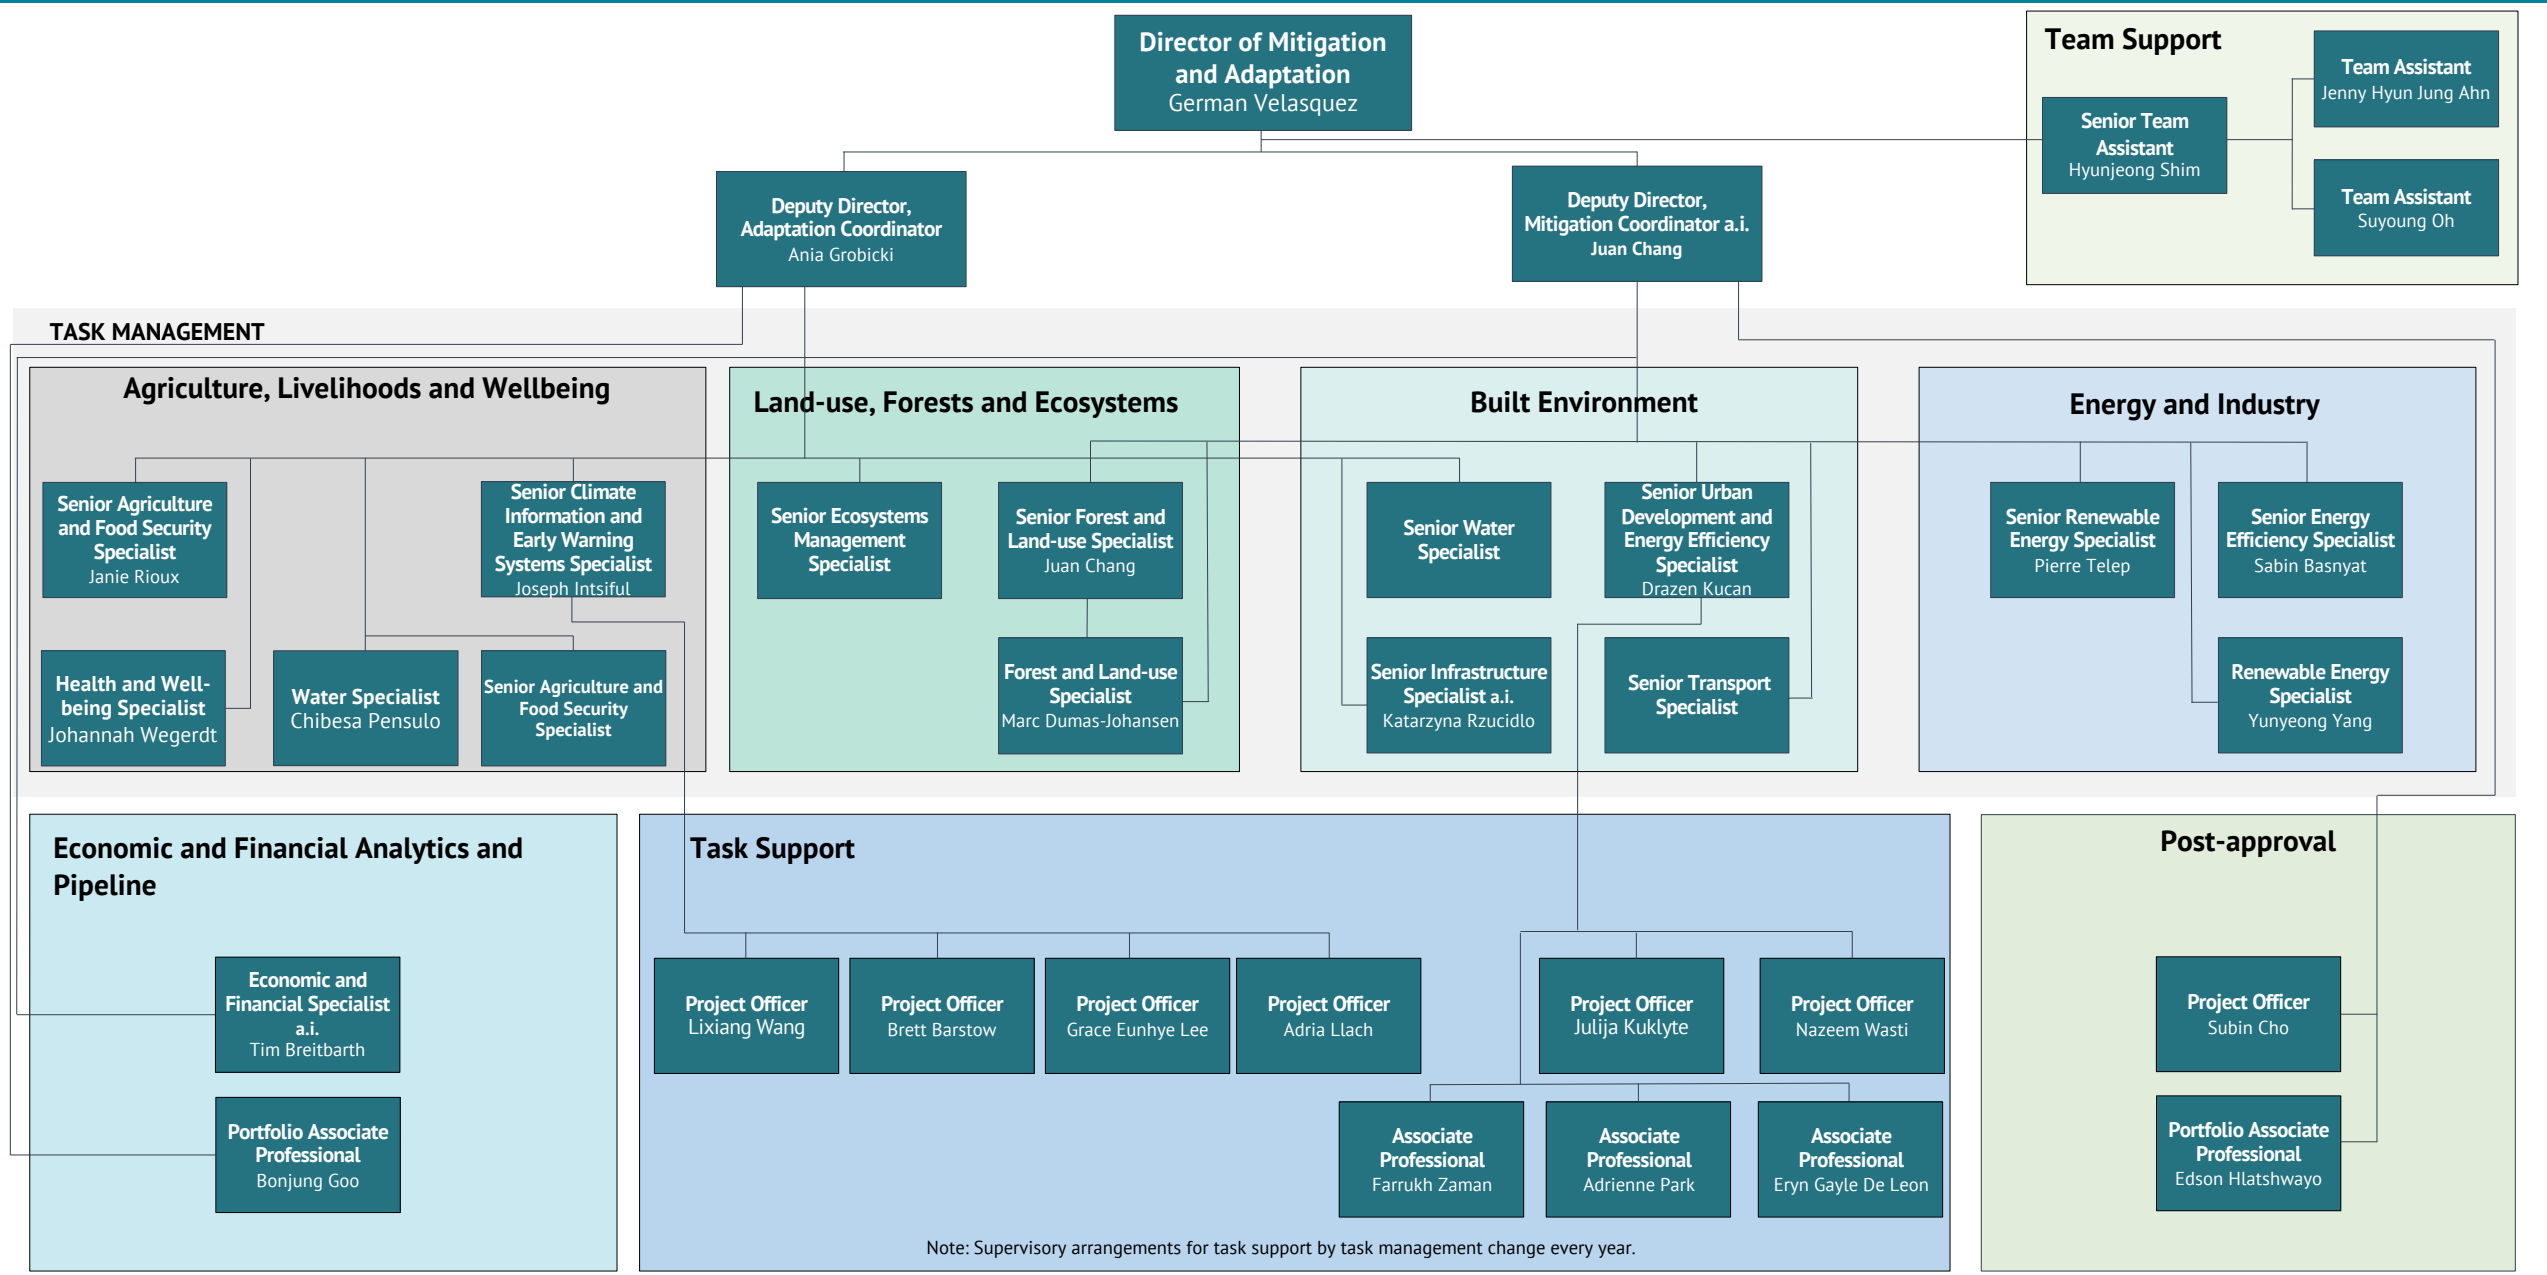 Director of Mitigation
and Adaptation
German Velasquez
Team Support
Team Assistant
Jenny Hyun Jung Ahn
Senior Team
Assistant
Hyunjeong Shim
Team Assistant
Suyoung Oh
Deputy Director,
Adaptation Coordinator
Ania Grobicki
Deputy Director,
Mitigation Coordinator a.i.
Juan Chang
TASK MANAGEMENT
Agriculture, Livelihoods and Wellbeing
Senior Agriculture
and Food Security
Specialist
Janie Rioux
Senior Climate
Information and
Early Warning
Systems Specialist
Joseph Intsiful
Health and Well-
being Specialist
Johannah Wegerdt
Water Specialist
Chibesa Pensulo
Senior Agriculture and
Food Security
Specialist
Land-use, Forests and Ecosystems
Senior Ecosystems
Management
Specialist
Senior Forest and
Land-use Specialist
Juan Chang
Forest and Land-use
Specialist
Marc Dumas-Johansen
Built Environment
Senior Water
Specialist
Senior Urban
Development and
Energy Efficiency
Specialist
Drazen Kucan
Senior Infrastructure
Specialist a.i.
Katarzyna Rzucidlo
Senior Transport
Specialist
Energy and Industry
Senior Renewable
Energy Specialist
Pierre Telep
Senior Energy
Efficiency Specialist
Sabin Basnyat
Renewable Energy
Specialist
Yunyeong Yang
Economic and Financial Analytics and
Pipeline
Economic and
Financial Specialist
a.i.
Tim Breitbarth
Portfolio Associate
Professional
Bonjung Goo
Task Support
Project Officer
Lixiang Wang
Project Officer
Brett Barstow
Project Officer
Grace Eunhye Lee
Project Officer
Adria Llach
Project Officer
Julija Kuklyte
Project Officer
Nazeem Wasti
Associate
Professional
Farrukh Zaman
Associate
Professional
Adrienne Park
Associate
Professional
Eryn Gayle De Leon
Note: Supervisory arrangements for task support by task management change every year.
Post-approval
Project Officer
Subin Cho
Portfolio Associate
Professional
Edson Hlatshwayo